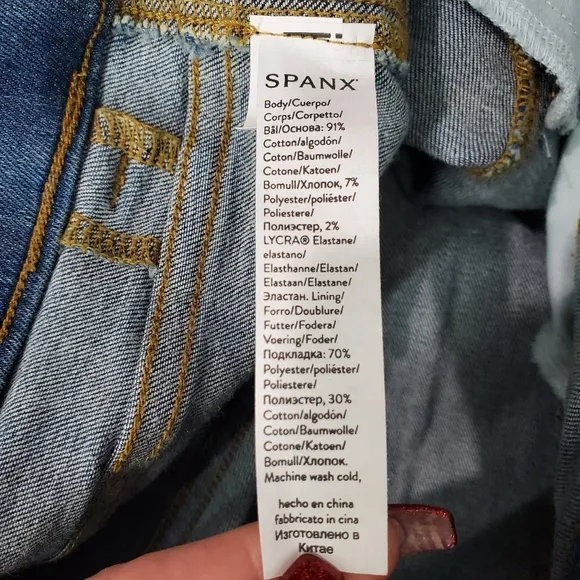 SPANX
Body/Cuerpo/
Corps/Corpetto/
Bål/Основа: 91%
Cotton/algodón/
Coton/Baumwolle/
Cotone/Katoen/
Bomull/Хлопок, 7%
Polyester/poliéster/
Poliestere/
Полиэстер, 2%
LYCRA® Elastane/
elastano/
Elasthanne/Elastan/
Elastaan/Elastane/
Эластан. Lining/
Forro/Doublure/
Futter/Fodera/
Voering/Foder/
Подкладка: 70%
Polyester/poliéster/
Poliestere/
Полиэстер, 30%
Cotton/algodón/
Coton/Baumwolle/
Cotone/Katoen/
Bomull/Хлопок.
Machine wash cold,
hecho en china
fabbricato in cina
Изготовлено в
Китае